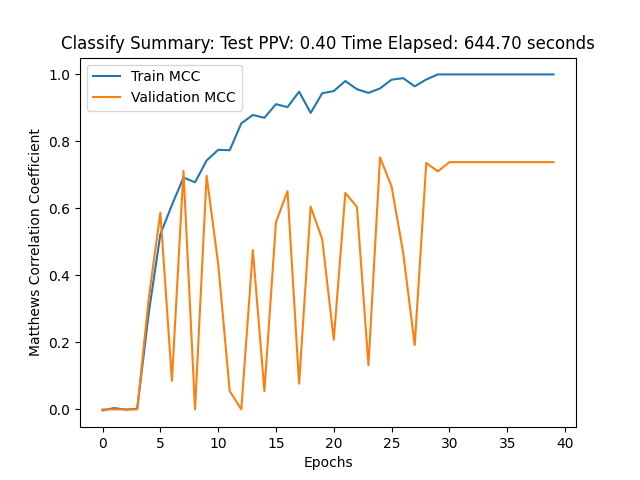 Classify Summary: Test PPV: 0.40 Time Elapsed: 644.70 seconds
Train MCC
Validation MCC
Matthews Correlation Coefficient
1.0
0.8
0.6
0.4
0.2
0.0
0 5 10 15 20 25 30 35 40
Epochs